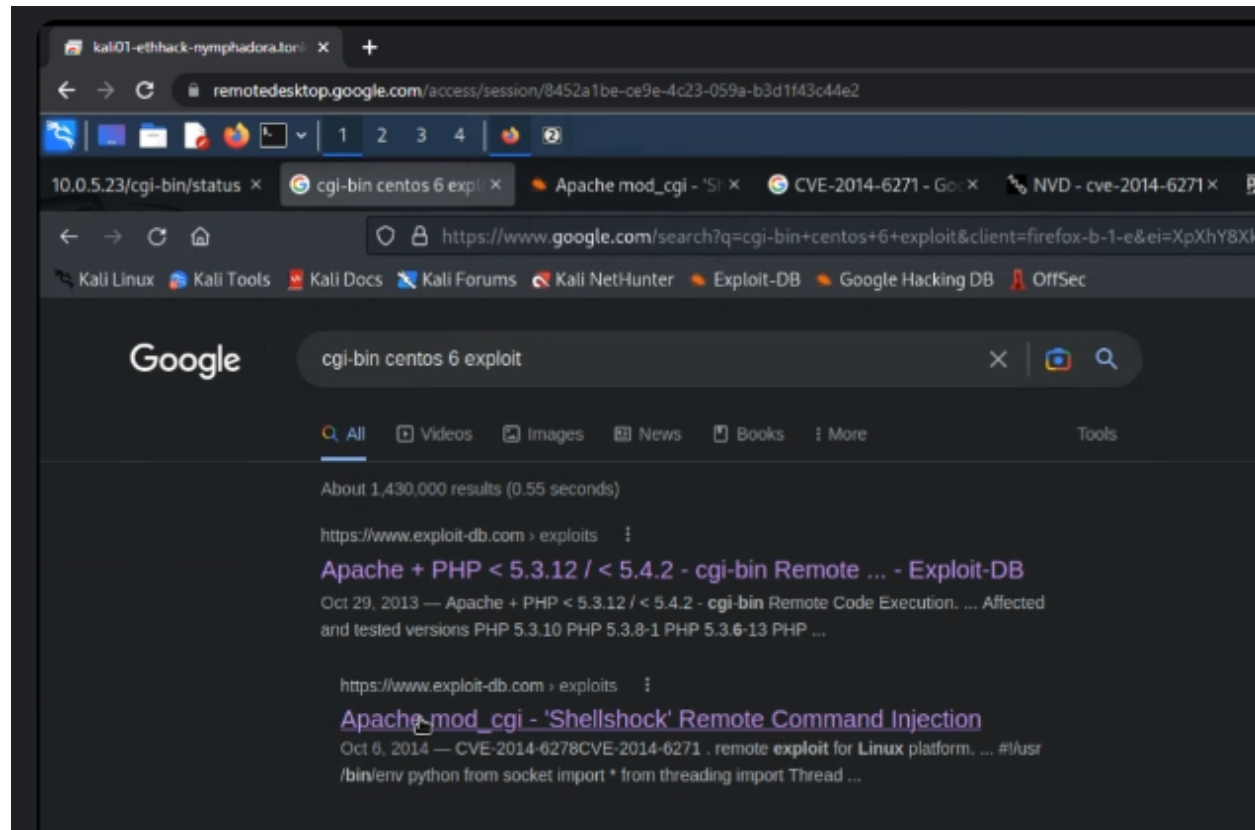 kali01-ethhack-nymphadora.ton
remotedesktop.google.com/access/session/8452a1be-ce9e-4c23-059a-b3d1f43c44e2
1 2 3 4
10.0.5.23/cgi-bin/status
cgi-bin centos 6 expl
Apache mod_cgi - 'Sh
CVE-2014-6271 - Goo
NVD - cve-2014-6271
https://www.google.com/search?q=cgi-bin+centos+6+exploit&client=firefox-b-1-e&ei=XpXhY8Xk
Kali Linux Kali Tools Kali Docs Kali Forums Kali NetHunter Exploit-DB Google Hacking DB OffSec
Google
cgi-bin centos 6 exploit
All Videos Images News Books More Tools
About 1,430,000 results (0.55 seconds)
https://www.exploit-db.com › exploits
Apache + PHP < 5.3.12 / < 5.4.2 - cgi-bin Remote ... - Exploit-DB
Oct 29, 2013 — Apache + PHP < 5.3.12 / < 5.4.2 - cgi-bin Remote Code Execution. ... Affected
and tested versions PHP 5.3.10 PHP 5.3.8-1 PHP 5.3.6-13 PHP ...
https://www.exploit-db.com › exploits
Apache mod_cgi - 'Shellshock' Remote Command Injection
Oct 6, 2014 — CVE-2014-6278CVE-2014-6271 . remote exploit for Linux platform. ... #!/usr
/bin/env python from socket import * from threading import Thread ...